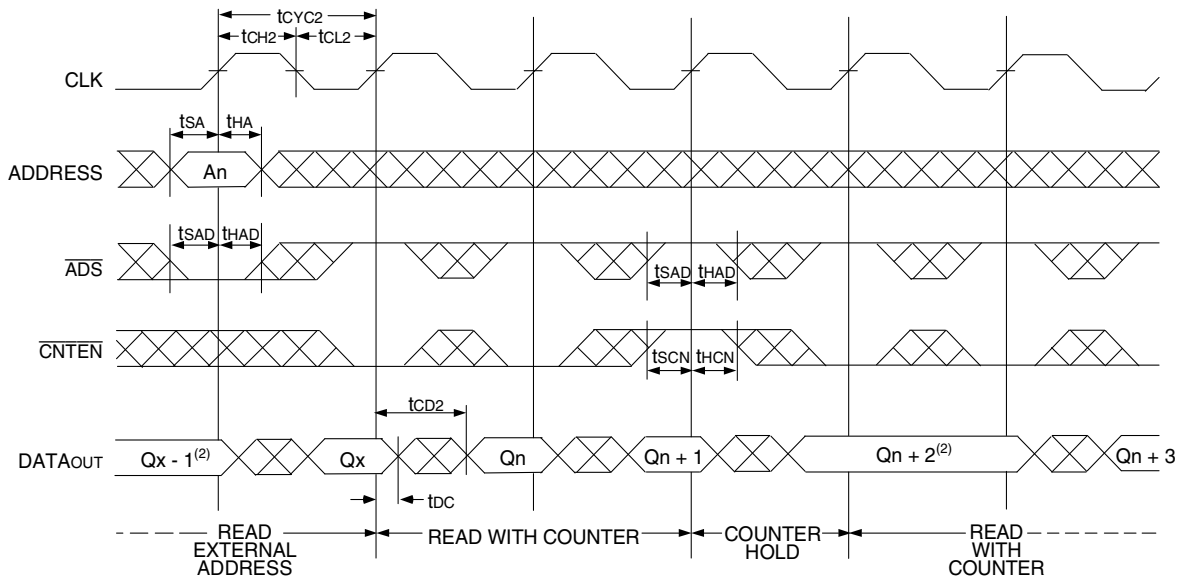 tCYC2
tCH2 tCL2
CLK
tSA tHA
ADDRESS An
tSAD tHAD
ADS tSAD tHAD
CNTEN tSCN tHCN
tCD2
DATAOUT Qx - 1(2) Qx Qn Qn + 1 Qn + 2(2) Qn + 3
tDC
READ EXTERNAL ADDRESS
READ WITH COUNTER
COUNTER HOLD
READ WITH COUNTER